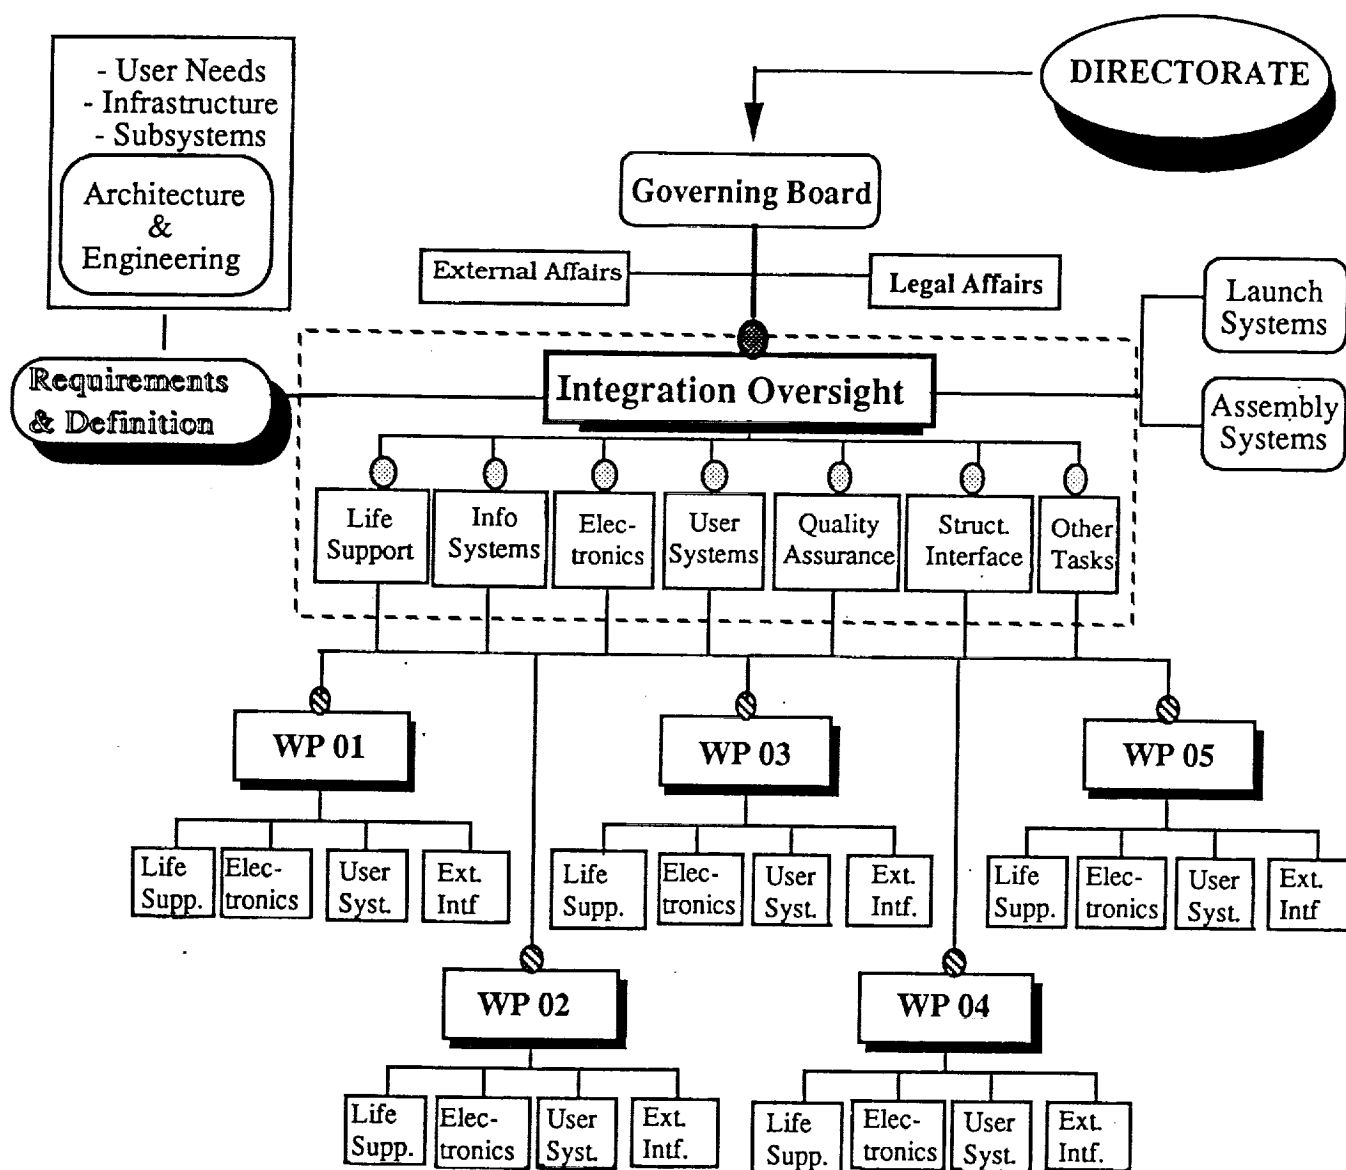 - User Needs
- Infrastructure
- Subsystems
Architecture
&
Engineering
DIRECTORATE
Governing Board
External Affairs
Legal Affairs
Launch
Systems
Assembly
Systems
Requirements
& Definition
Integration Oversight
Life
Support
Info
Systems
Elec-
tronics
User
Systems
Quality
Assurance
Struct.
Interface
Other
Tasks
WP 01
WP 03
WP 05
Life
Supp.
Elec-
tronics
User
Syst.
Ext.
Intf
Life
Supp.
Elec-
tronics
User
Syst.
Ext.
Intf.
Life
Supp.
Elec-
tronics
User
Syst.
Ext.
Intf
WP 02
WP 04
Life
Supp.
Elec-
tronics
User
Syst.
Ext.
Intf.
Life
Supp.
Elec-
tronics
User
Syst.
Ext.
Intf.